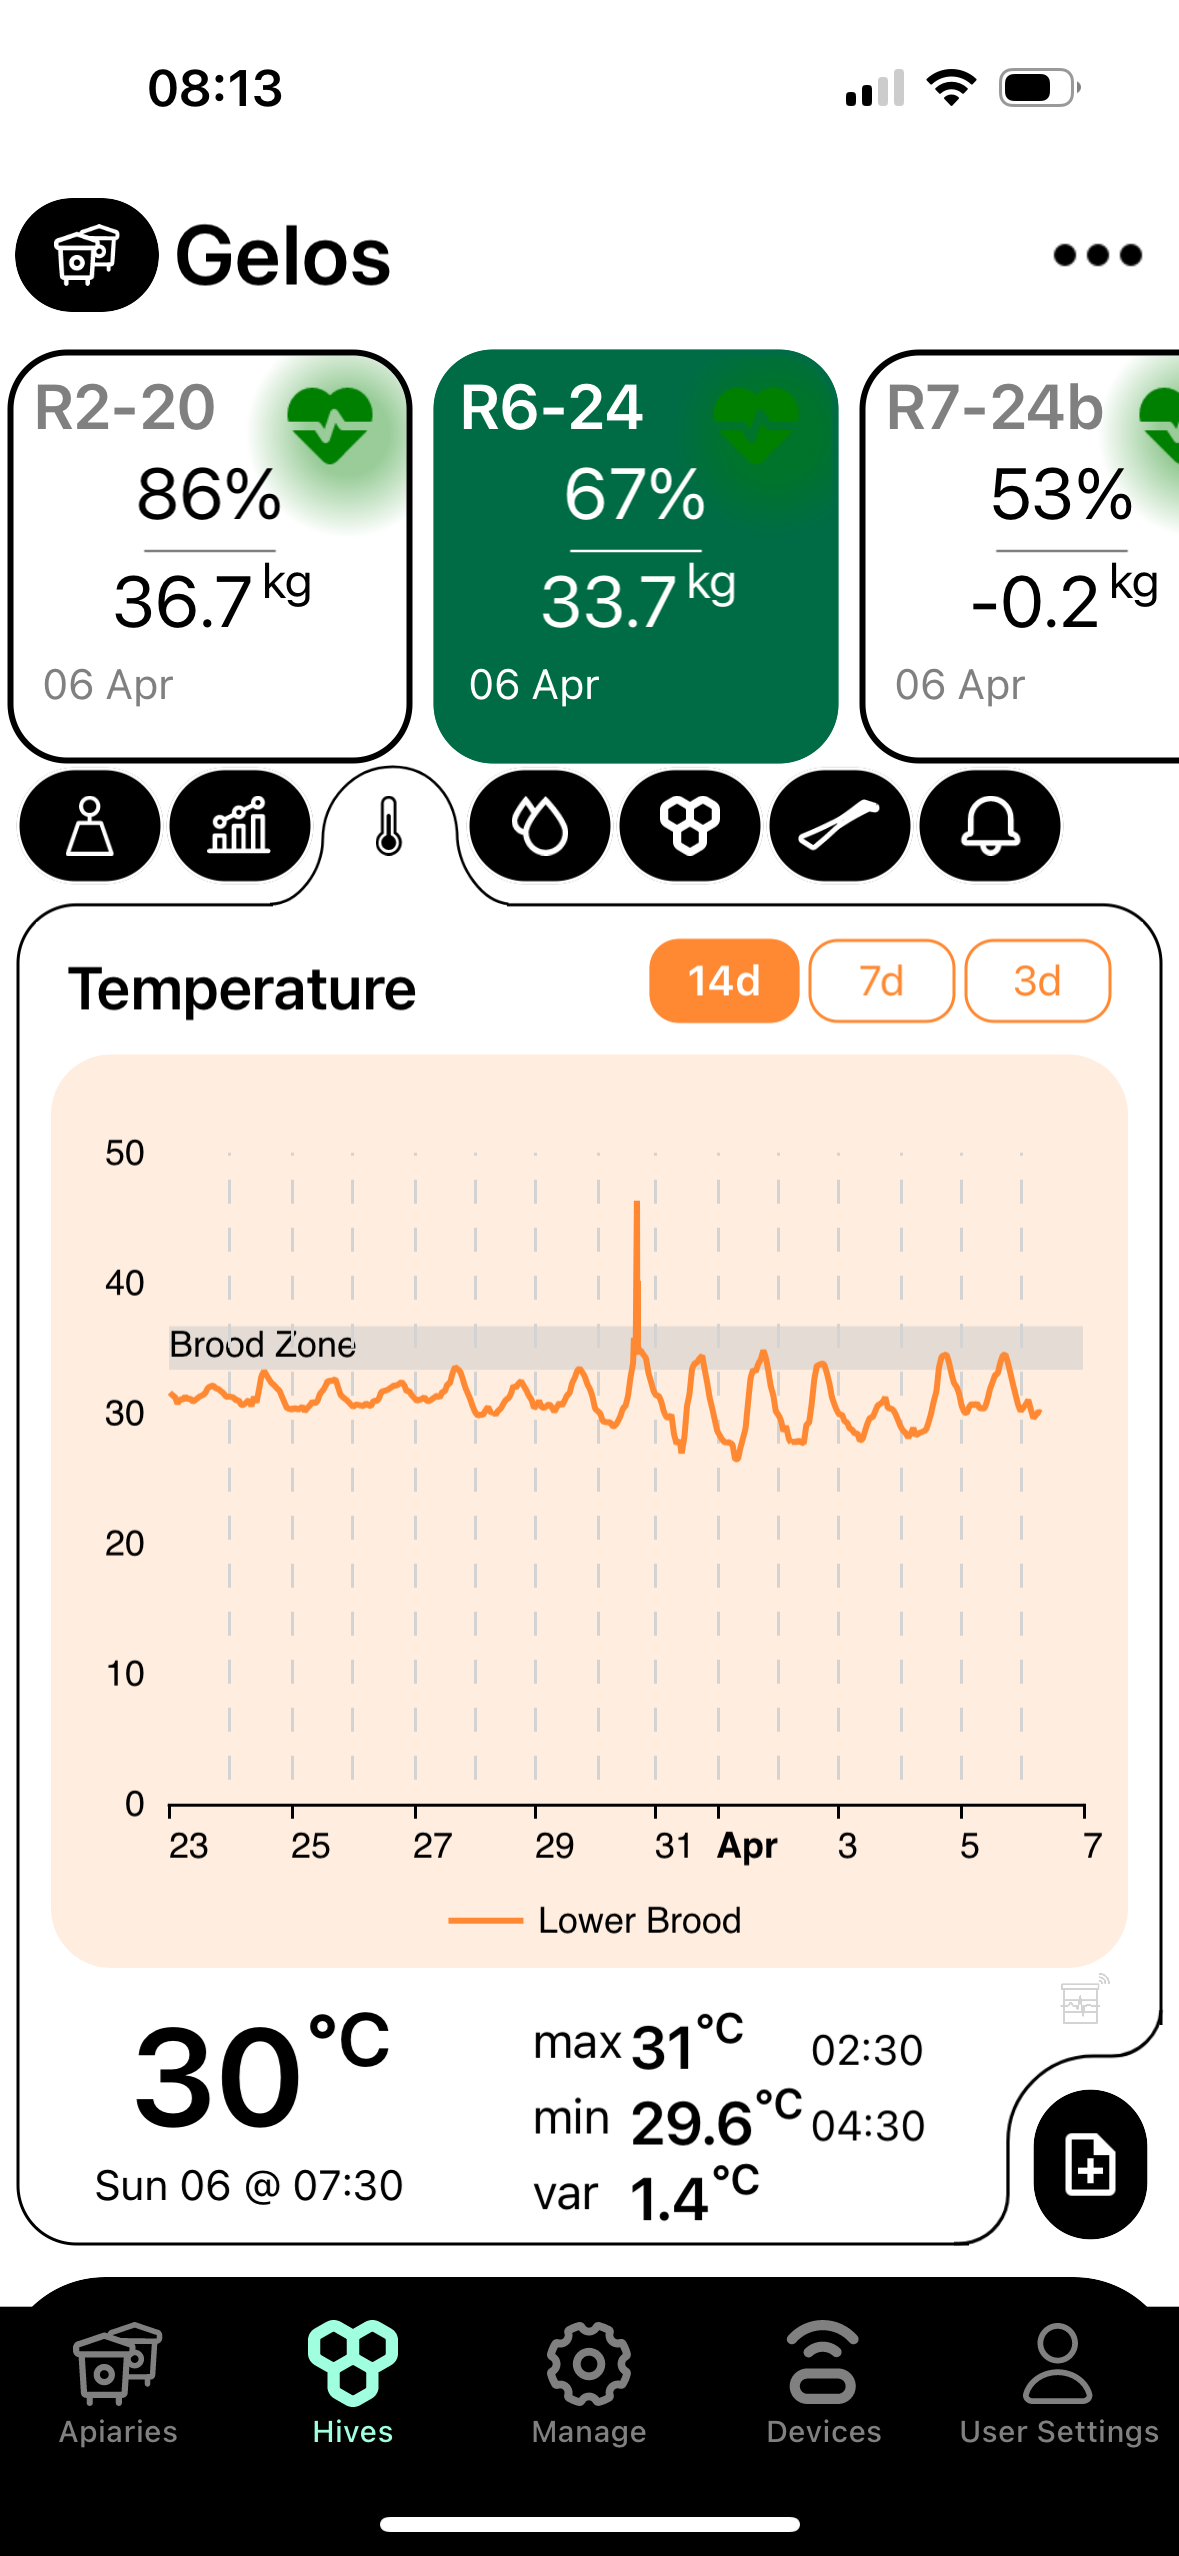 08:13
Gelos
R2-20
86%
36.7 kg
06 Apr
R6-24
67%
33.7 kg
06 Apr
R7-24b
53%
-0.2 kg
06 Apr
Temperature
14d 7d 3d
50
40
Brood Zone
30
20
10
0
23 25 27 29 31 Apr 3 5 7
Lower Brood
30 °C
Sun 06 @ 07:30
max 31 °C 02:30
min 29.6 °C 04:30
var 1.4 °C
Apiaries Hives Manage Devices User Settings